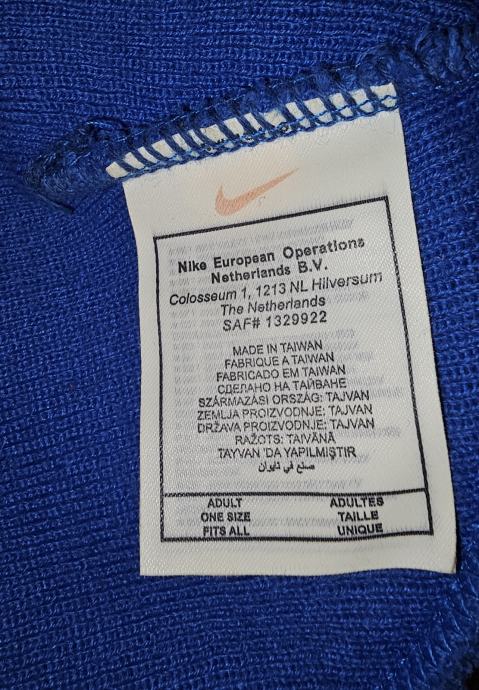 Nike European Operations
Netherlands B.V.
Colosseum 1, 1213 NL Hilversum
The Netherlands
SAF# 1329922
MADE IN TAIWAN
FABRIQUE A TAIWAN
FABRICADO EM TAIWAN
СДЕЛАНО НА ТАЙВАНЕ
SZÁRMAZÁSI ORSZÁG: TAJVAN
ZEMLJA PROIZVODNJE: TAJVAN
DRŽAVA PROIZVODNJE: TAJVAN
RAŽOTS: TAIVĀNĀ
TAYVAN 'DA YAPILMIŞTIR
صنع في تايوان
ADULT ADULTES
ONE SIZE TAILLE
FITS ALL UNIQUE